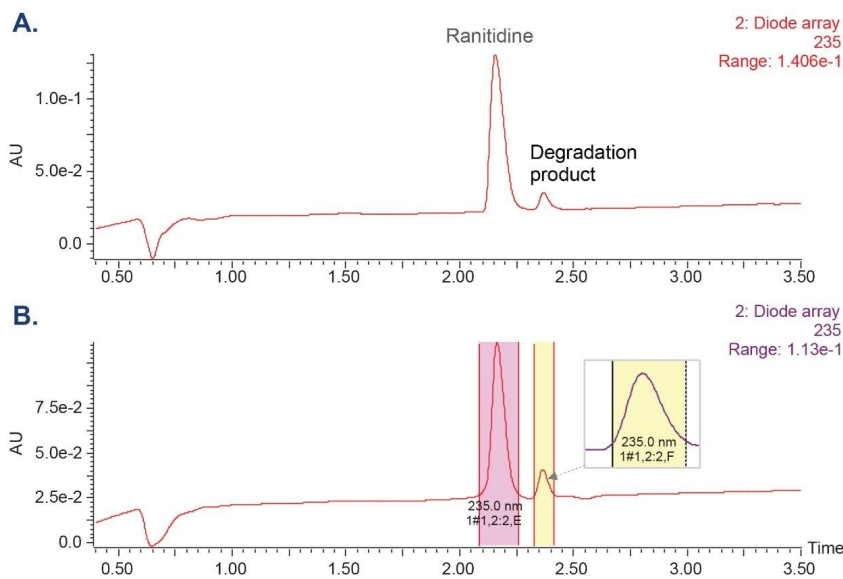 A.
Ranitidine
2: Diode array
235
Range: 1.406e-1
1.0e-1
Degradation
product
AU
5.0e-2
0.0
0.50 1.00 1.50 2.00 2.50 3.00 3.50
B.
2: Diode array
235
Range: 1.13e-1
7.5e-2
AU
5.0e-2
235.0 nm
1#1,2:2,F
2.5e-2
235.0 nm
1#1,2:2,E
0.0
Time
0.50 1.00 1.50 2.00 2.50 3.00 3.50